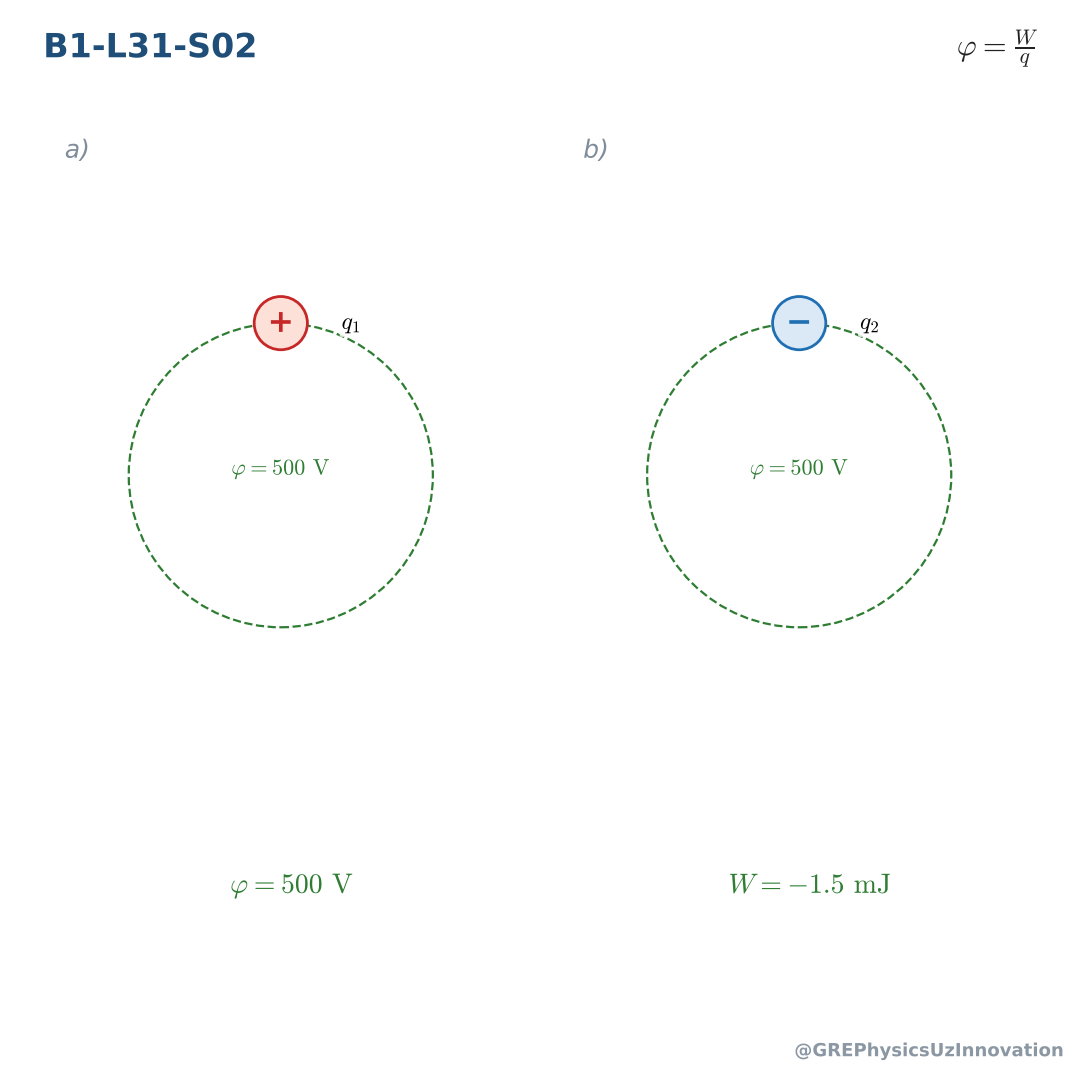 B1-L31-S02
φ = W/q
a)
b)
+
q₁
−
q₂
φ = 500 V
φ = 500 V
φ = 500 V
W = −1.5 mJ
@GREPhysicsUzInnovation